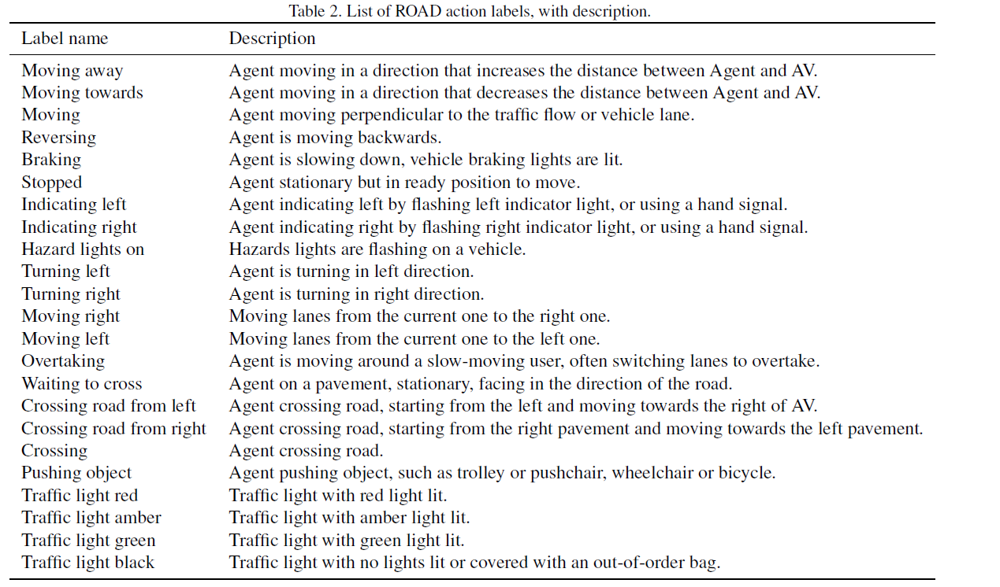 Table 2. List of ROAD action labels, with description.
Label name Description
Moving away Agent moving in a direction that increases the distance between Agent and AV.
Moving towards Agent moving in a direction that decreases the distance between Agent and AV.
Moving Agent moving perpendicular to the traffic flow or vehicle lane.
Reversing Agent is moving backwards.
Braking Agent is slowing down, vehicle braking lights are lit.
Stopped Agent stationary but in ready position to move.
Indicating left Agent indicating left by flashing left indicator light, or using a hand signal.
Indicating right Agent indicating right by flashing right indicator light, or using a hand signal.
Hazard lights on Hazards lights are flashing on a vehicle.
Turning left Agent is turning in left direction.
Turning right Agent is turning in right direction.
Moving right Moving lanes from the current one to the right one.
Moving left Moving lanes from the current one to the left one.
Overtaking Agent is moving around a slow-moving user, often switching lanes to overtake.
Waiting to cross Agent on a pavement, stationary, facing in the direction of the road.
Crossing road from left Agent crossing road, starting from the left and moving towards the right of AV.
Crossing road from right Agent crossing road, starting from the right pavement and moving towards the left pavement.
Crossing Agent crossing road.
Pushing object Agent pushing object, such as trolley or pushchair, wheelchair or bicycle.
Traffic light red Traffic light with red light lit.
Traffic light amber Traffic light with amber light lit.
Traffic light green Traffic light with green light lit.
Traffic light black Traffic light with no lights lit or covered with an out-of-order bag.